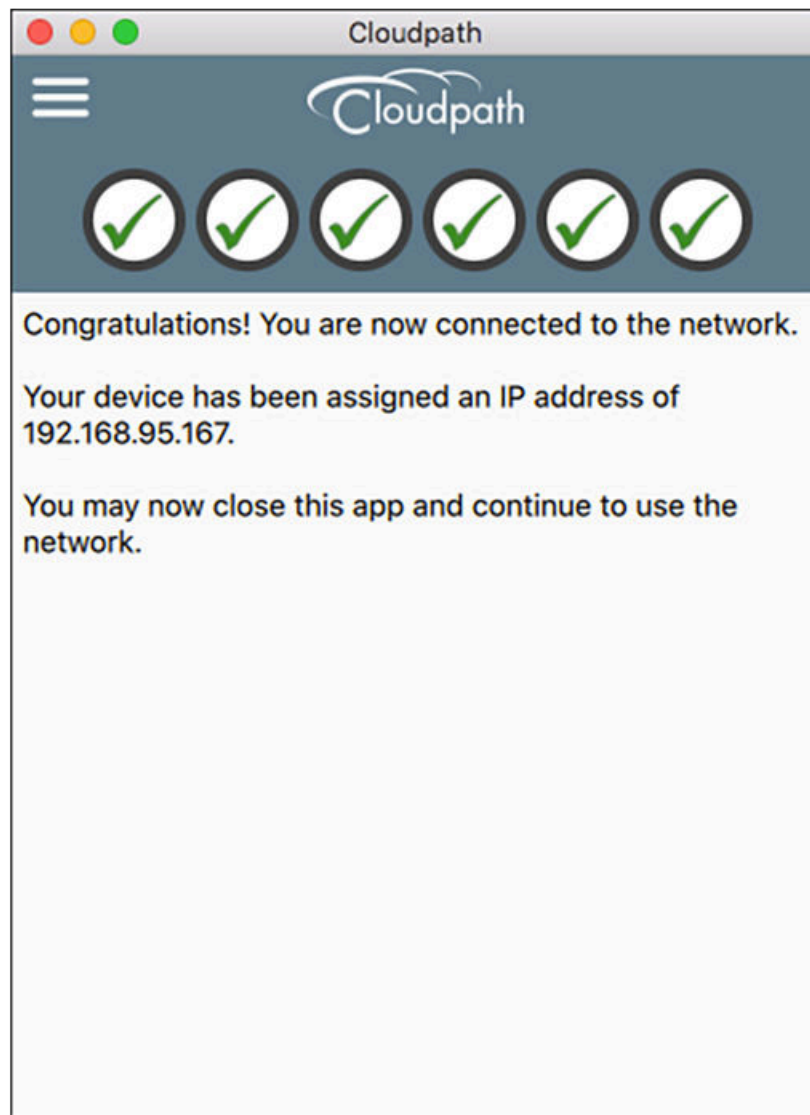 Cloudpath
Cloudpath
Congratulations! You are now connected to the network.
Your device has been assigned an IP address of
192.168.95.167.
You may now close this app and continue to use the
network.